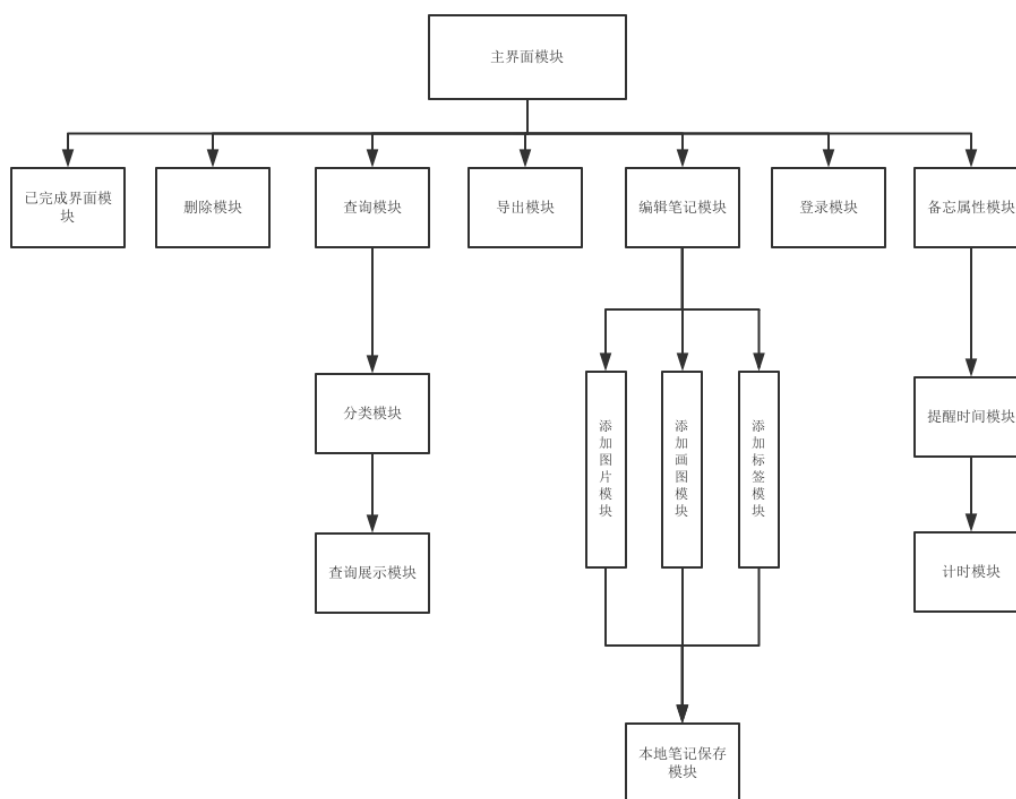 主界面模块
已完成界面模
块
删除模块
查询模块
导出模块
编辑笔记模块
登录模块
备忘属性模块
分类模块
添加图片模块
添加画图模块
添加标签模块
提醒时间模块
查询展示模块
计时模块
本地笔记保存
模块